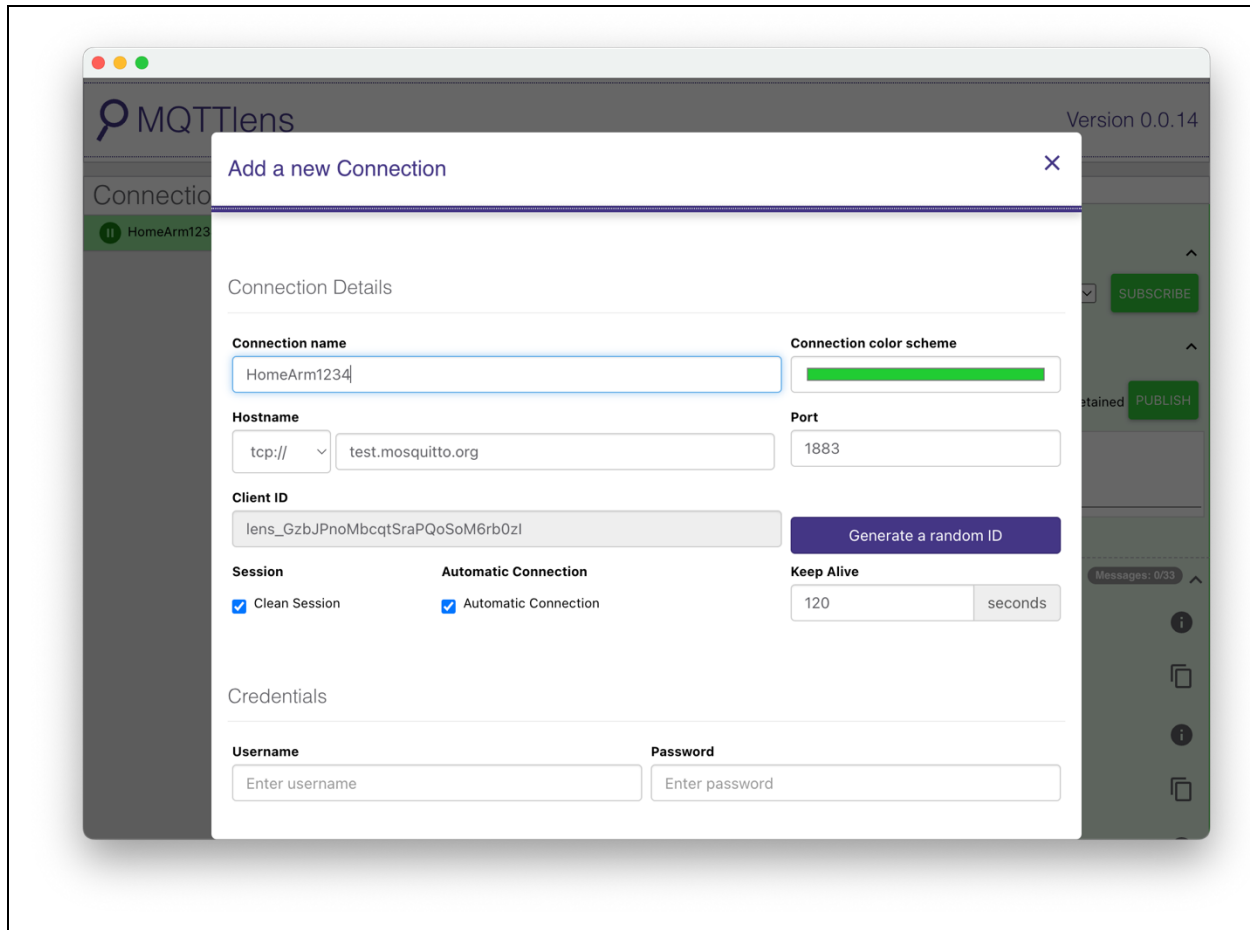 MQTTlens
Version 0.0.14
Add a new Connection
Connectio
HomeArm123
Connection Details
SUBSCRIBE
Connection name
Connection color scheme
HomeArm1234
etained PUBLISH
Hostname
Port
tcp://
test.mosquitto.org
1883
Client ID
lens_GzbJPnoMbcqtSraPQoSoM6rb0zI
Generate a random ID
Session
Automatic Connection
Keep Alive
Messages: 0/33
Clean Session
Automatic Connection
120
seconds
Credentials
Username
Password
Enter username
Enter password